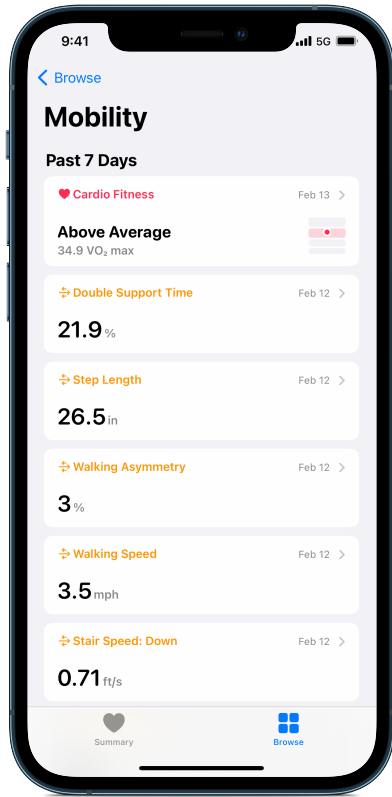 9:41 5G
Browse
Mobility
Past 7 Days
Cardio Fitness Feb 13
Above Average
34.9 VO₂ max
Double Support Time Feb 12
21.9 %
Step Length Feb 12
26.5 in
Walking Asymmetry Feb 12
3 %
Walking Speed Feb 12
3.5 mph
Stair Speed: Down Feb 12
0.71 ft/s
Summary Browse